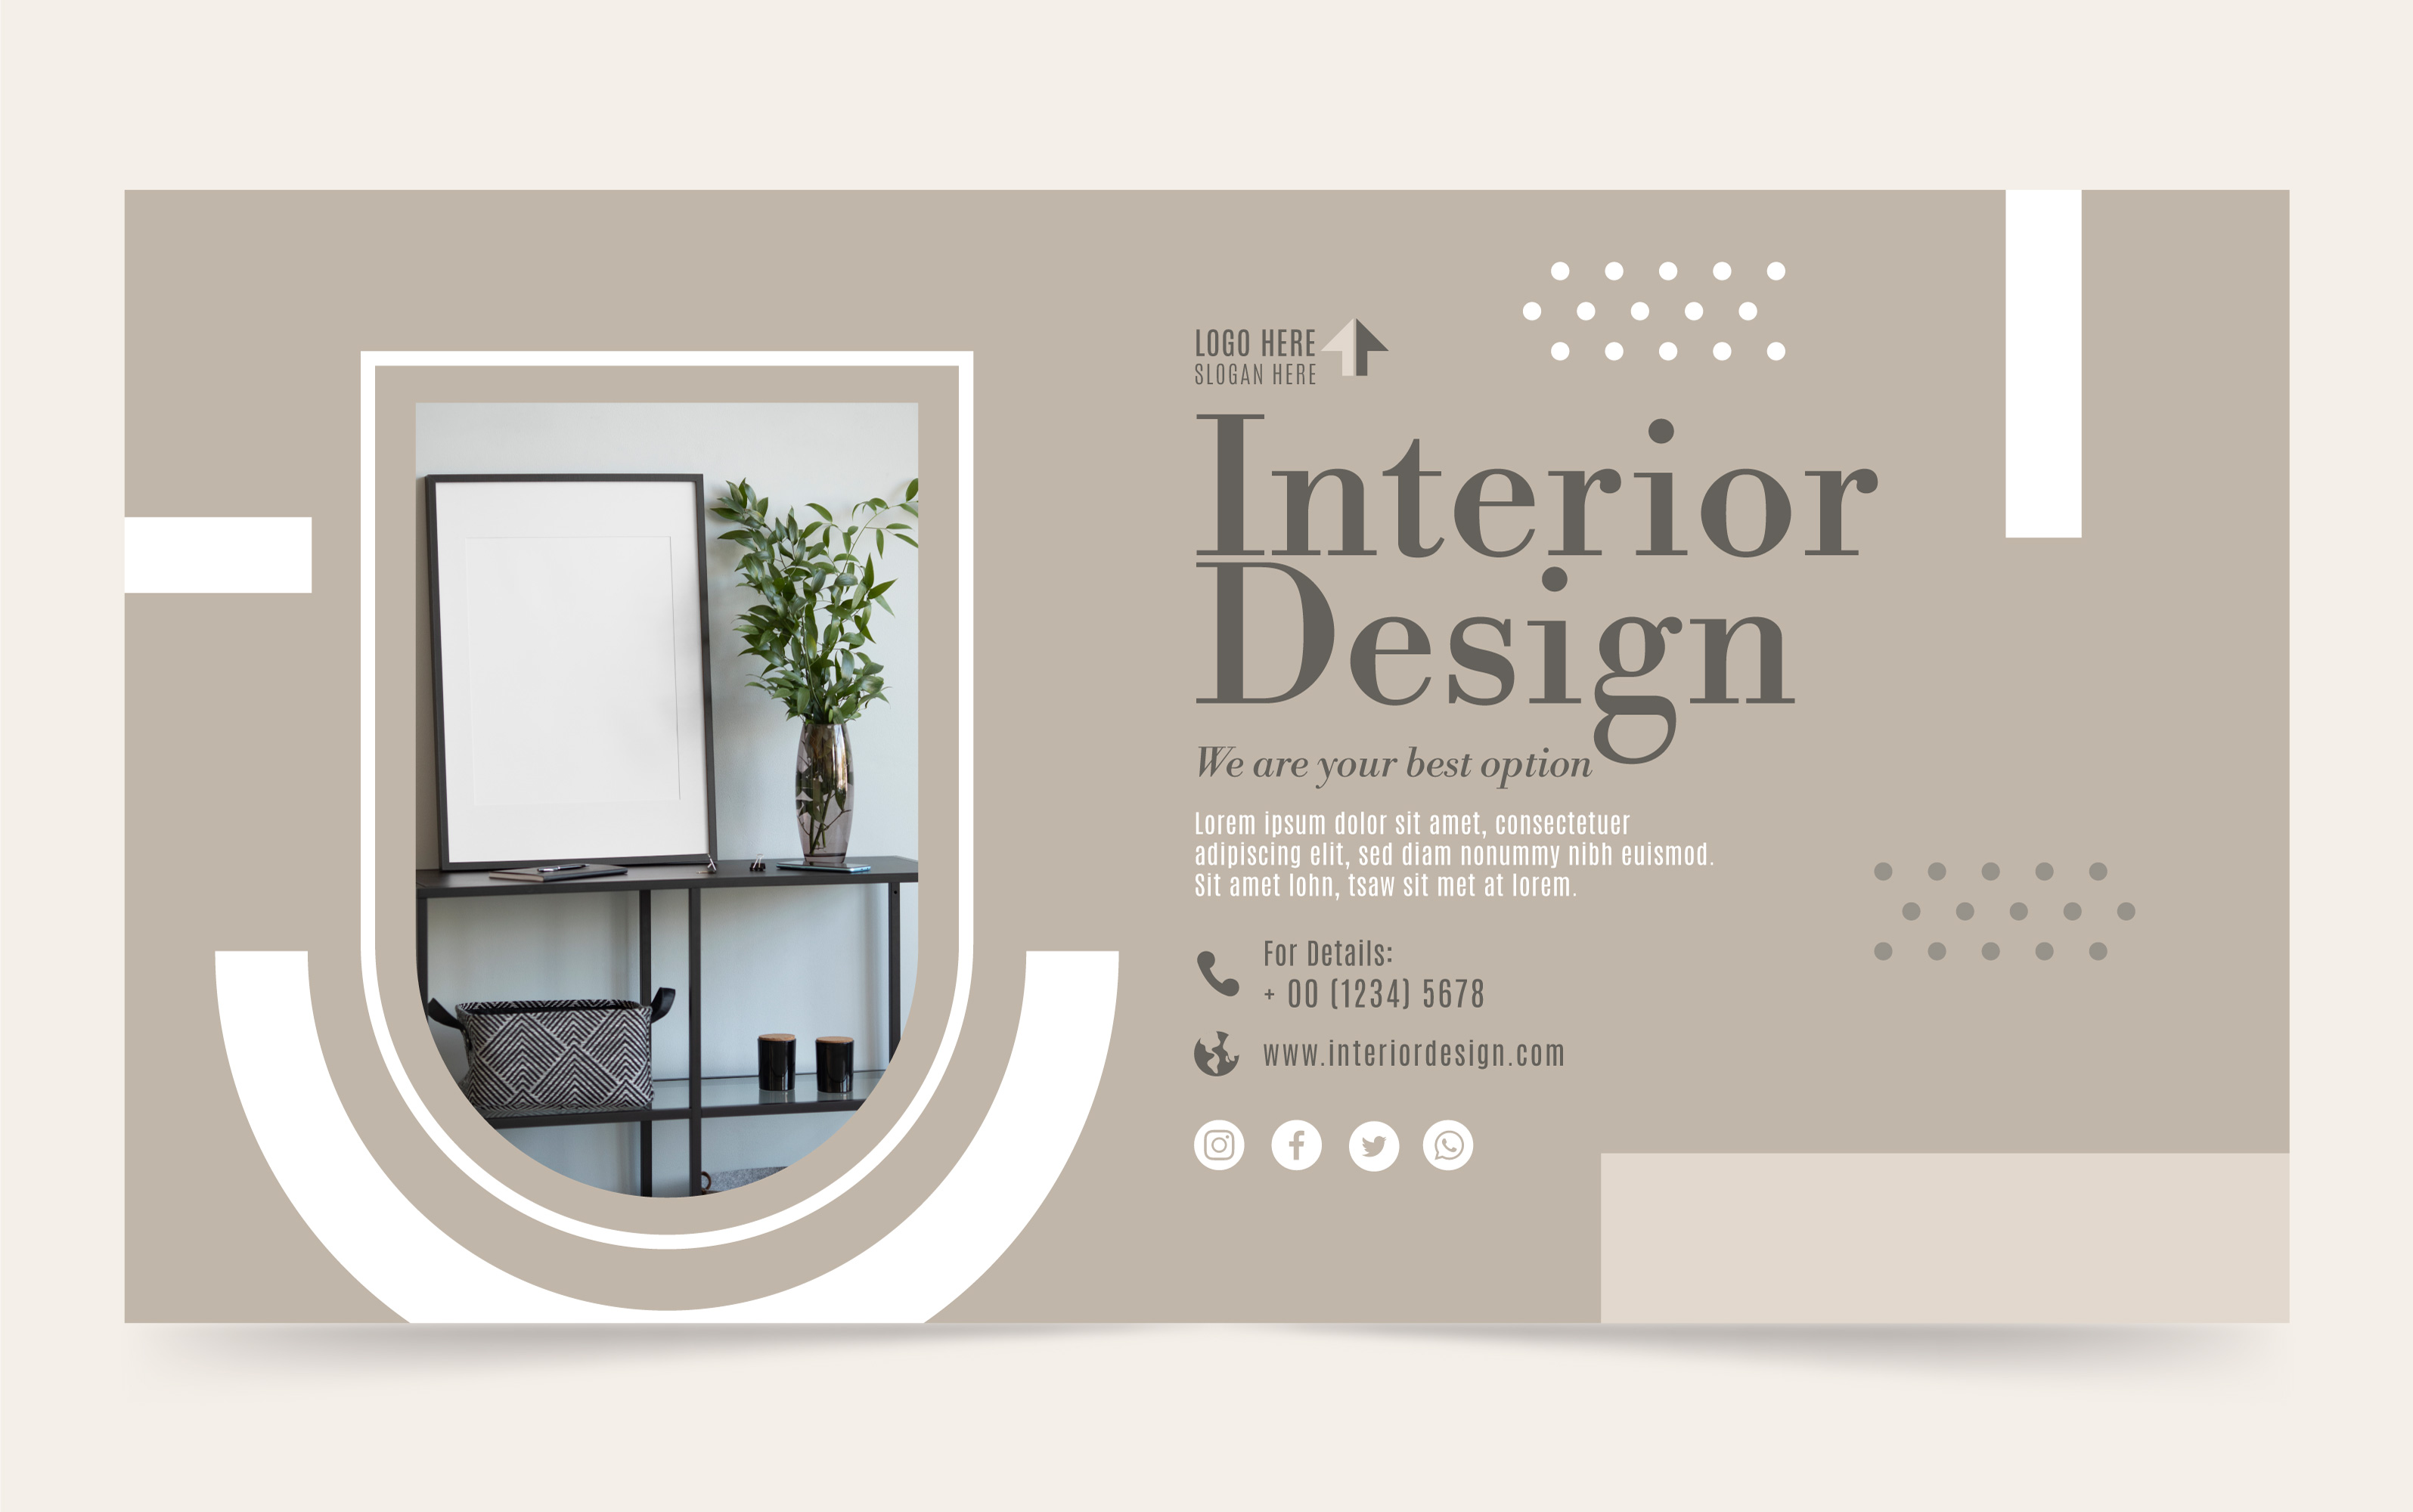 LOGO HERE
SLOGAN HERE
Interior
Design
We are your best option
Lorem ipsum dolor sit amet, consectetuer
adipiscing elit, sed diam nonummy nibh euismod.
Sit amet lohn, tsaw sit met at lorem.
For Details:
+ 00 (1234) 5678
www.interiordesign.com